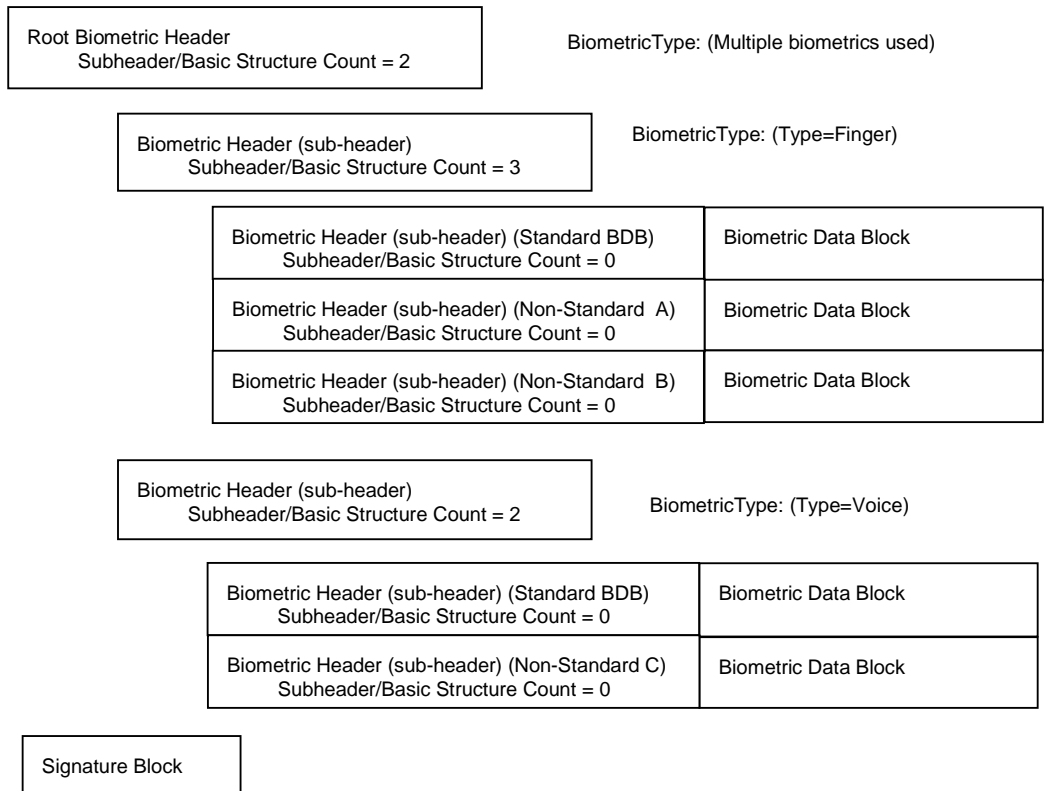 Root Biometric Header
BiometricType: (Multiple biometrics used)
Subheader/Basic Structure Count = 2
Biometric Header (sub-header)
BiometricType: (Type=Finger)
Subheader/Basic Structure Count = 3
Biometric Header (sub-header) (Standard BDB)
Biometric Data Block
Subheader/Basic Structure Count = 0
Biometric Header (sub-header) (Non-Standard A)
Biometric Data Block
Subheader/Basic Structure Count = 0
Biometric Header (sub-header) (Non-Standard B)
Biometric Data Block
Subheader/Basic Structure Count = 0
Biometric Header (sub-header)
BiometricType: (Type=Voice)
Subheader/Basic Structure Count = 2
Biometric Header (sub-header) (Standard BDB)
Biometric Data Block
Subheader/Basic Structure Count = 0
Biometric Header (sub-header) (Non-Standard C)
Biometric Data Block
Subheader/Basic Structure Count = 0
Signature Block